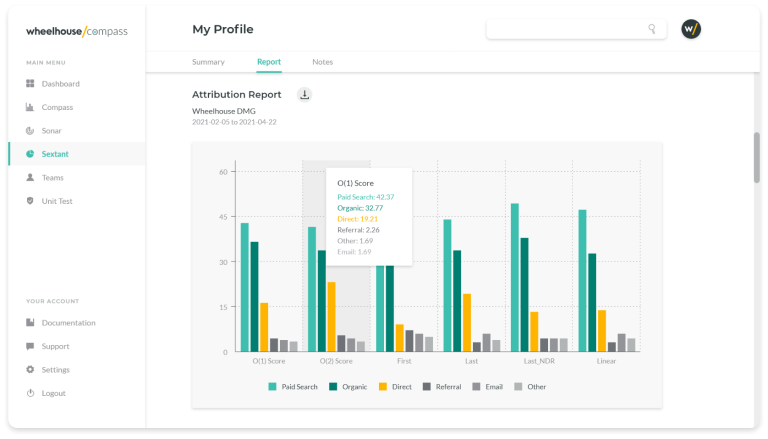 wheelhouse/compass
MAIN MENU
Dashboard
Compass
Sonar
Sextant
Teams
Unit Test
YOUR ACCOUNT
Documentation
Support
Settings
Logout
My Profile
w/
Summary Report Notes
Attribution Report
Wheelhouse DMG
2021-02-05 to 2021-04-22
60
45
30
15
0
O(1) Score
Paid Search: 42.37
Organic: 32.77
Direct: 19.21
Referral: 2.26
Other: 1.69
Email: 1.69
O(1) Score O(2) Score First Last Last_NDR Linear
Paid Search Organic Direct Referral Email Other